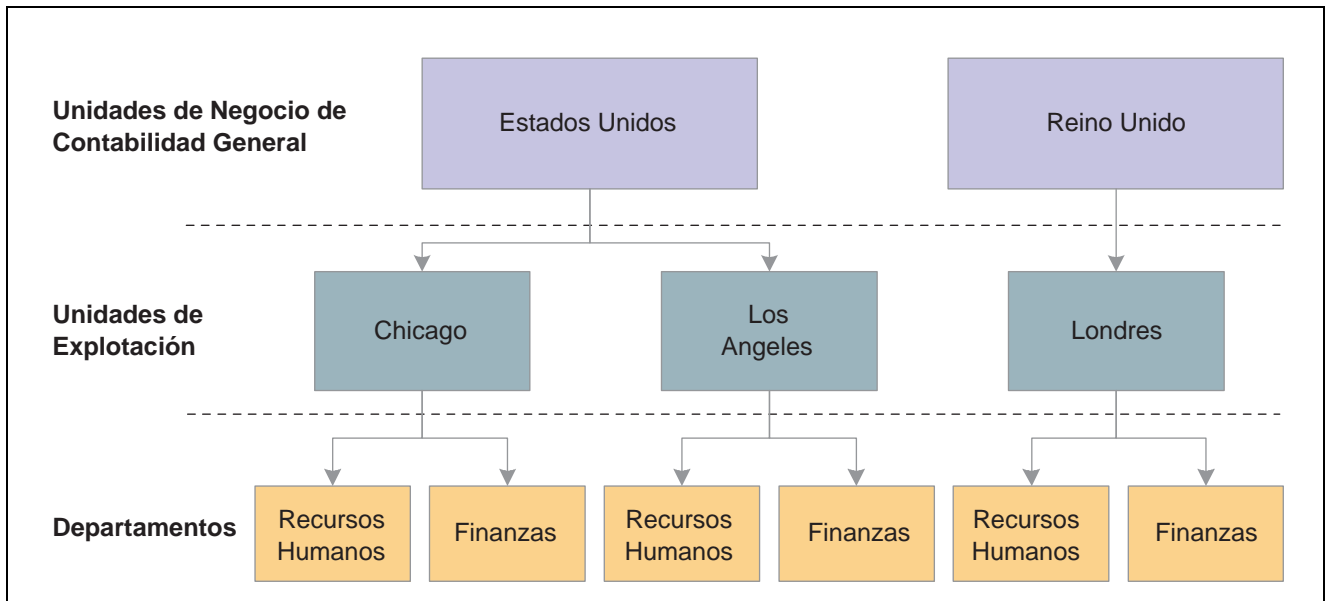 Unidades de Negocio de
Contabilidad General
Estados Unidos
Reino Unido
Unidades de
Explotación
Chicago
Los
Angeles
Londres
Departamentos
Recursos
Humanos
Finanzas
Recursos
Humanos
Finanzas
Recursos
Humanos
Finanzas